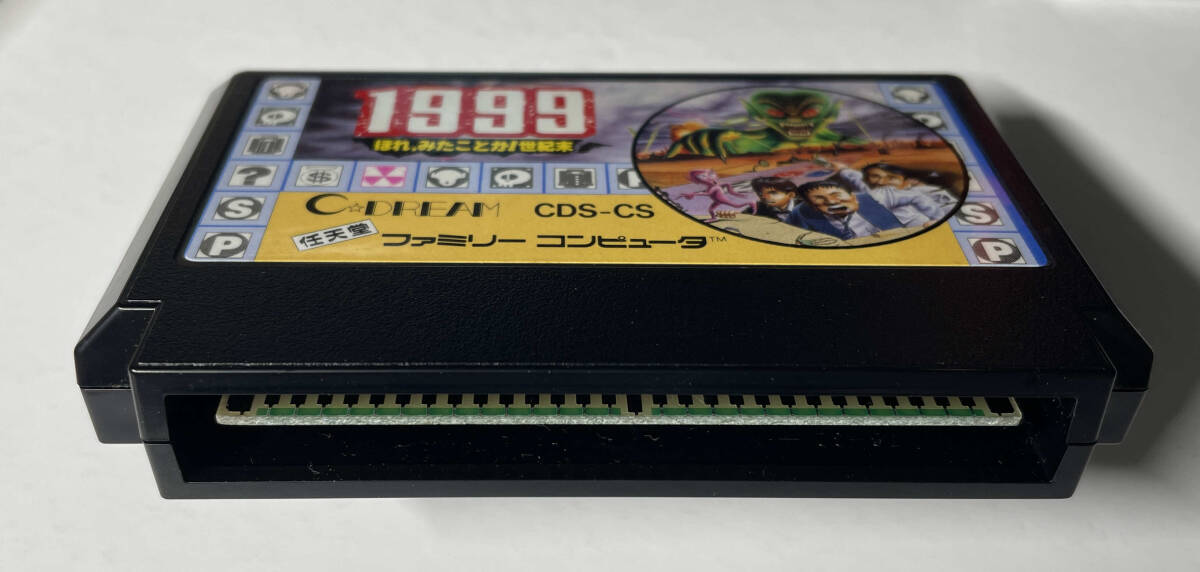 1999
ほれ、みたことか!世紀末
?
$
S
P
C☆DREAM CDS-CS
任天堂 ファミリー コンピュータ™
S
P